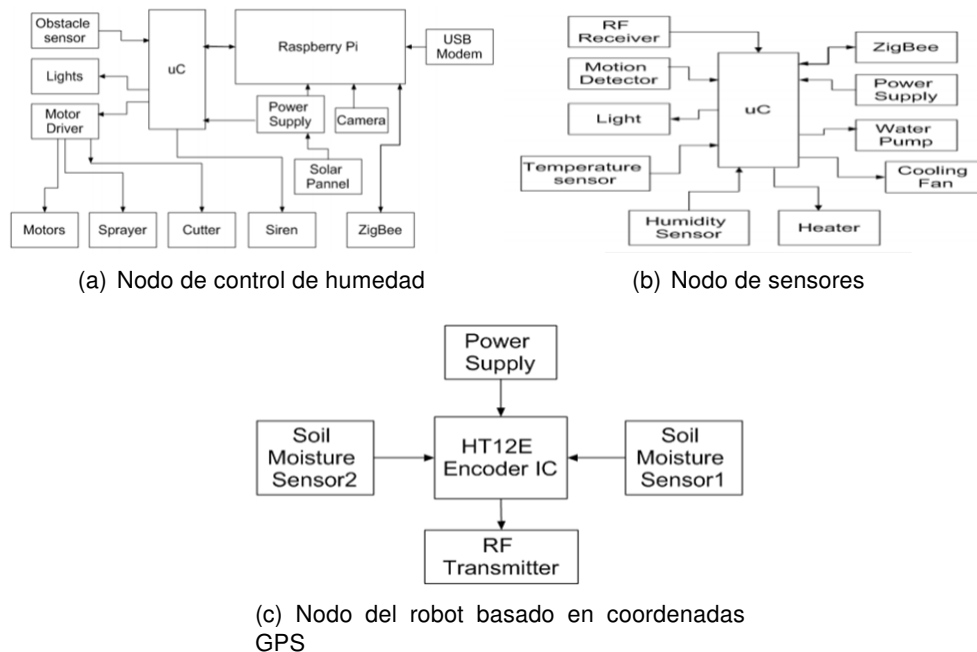 Obstacle
sensor
uC
Raspberry Pi
USB
Modem
Lights
Motor
Driver
Power
Supply
Camera
Solar
Pannel
Motors
Sprayer
Cutter
Siren
ZigBee
(a) Nodo de control de humedad
RF
Receiver
Motion
Detector
Light
Temperature
sensor
uC
ZigBee
Power
Supply
Water
Pump
Cooling
Fan
Humidity
Sensor
Heater
(b) Nodo de sensores
Power
Supply
Soil
Moisture
Sensor2
HT12E
Encoder IC
Soil
Moisture
Sensor1
RF
Transmitter
(c) Nodo del robot basado en coordenadas
GPS